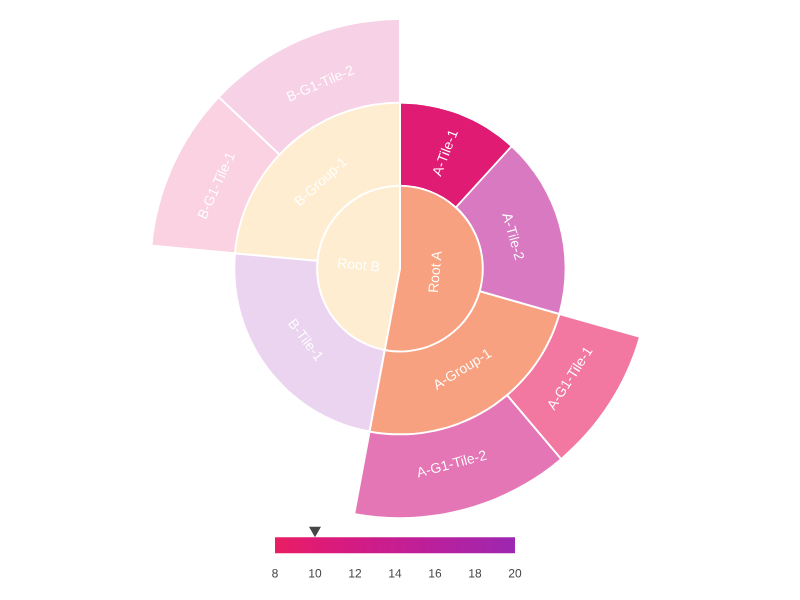 B-G1-Tile-2
A-Tile-1
B-G1-Tile-1
B-Group-1
A-Tile-2
Root B
Root A
B-Tile-1
A-Group-1
A-G1-Tile-1
A-G1-Tile-2
8 10 12 14 16 18 20